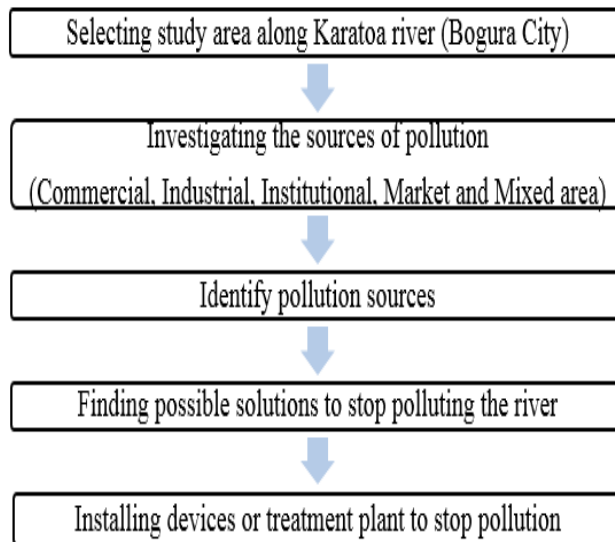 Selecting study area along Karatoa river (Bogura City)
Investigating the sources of pollution
(Commercial, Industrial, Institutional, Market and Mixed area)
Identify pollution sources
Finding possible solutions to stop polluting the river
Installing devices or treatment plant to stop pollution